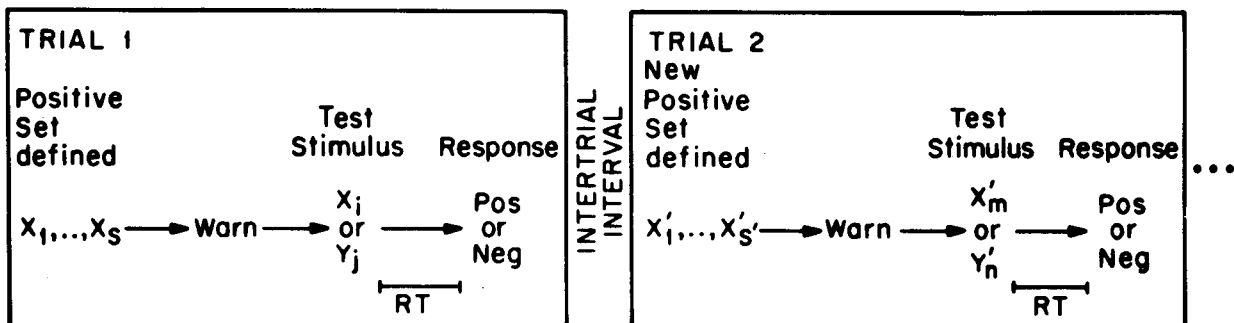 TRIAL 1
Positive
Set
defined
Test
Stimulus
Response
X₁,..,Xₛ → Warn → Xᵢ or Yⱼ → Pos or Neg
RT
INTERTRIAL
INTERVAL
TRIAL 2
New
Positive
Set
defined
Test
Stimulus
Response
X′₁,..,X′ₛ′ → Warn → X′ₘ or Y′ₙ → Pos or Neg
RT
...